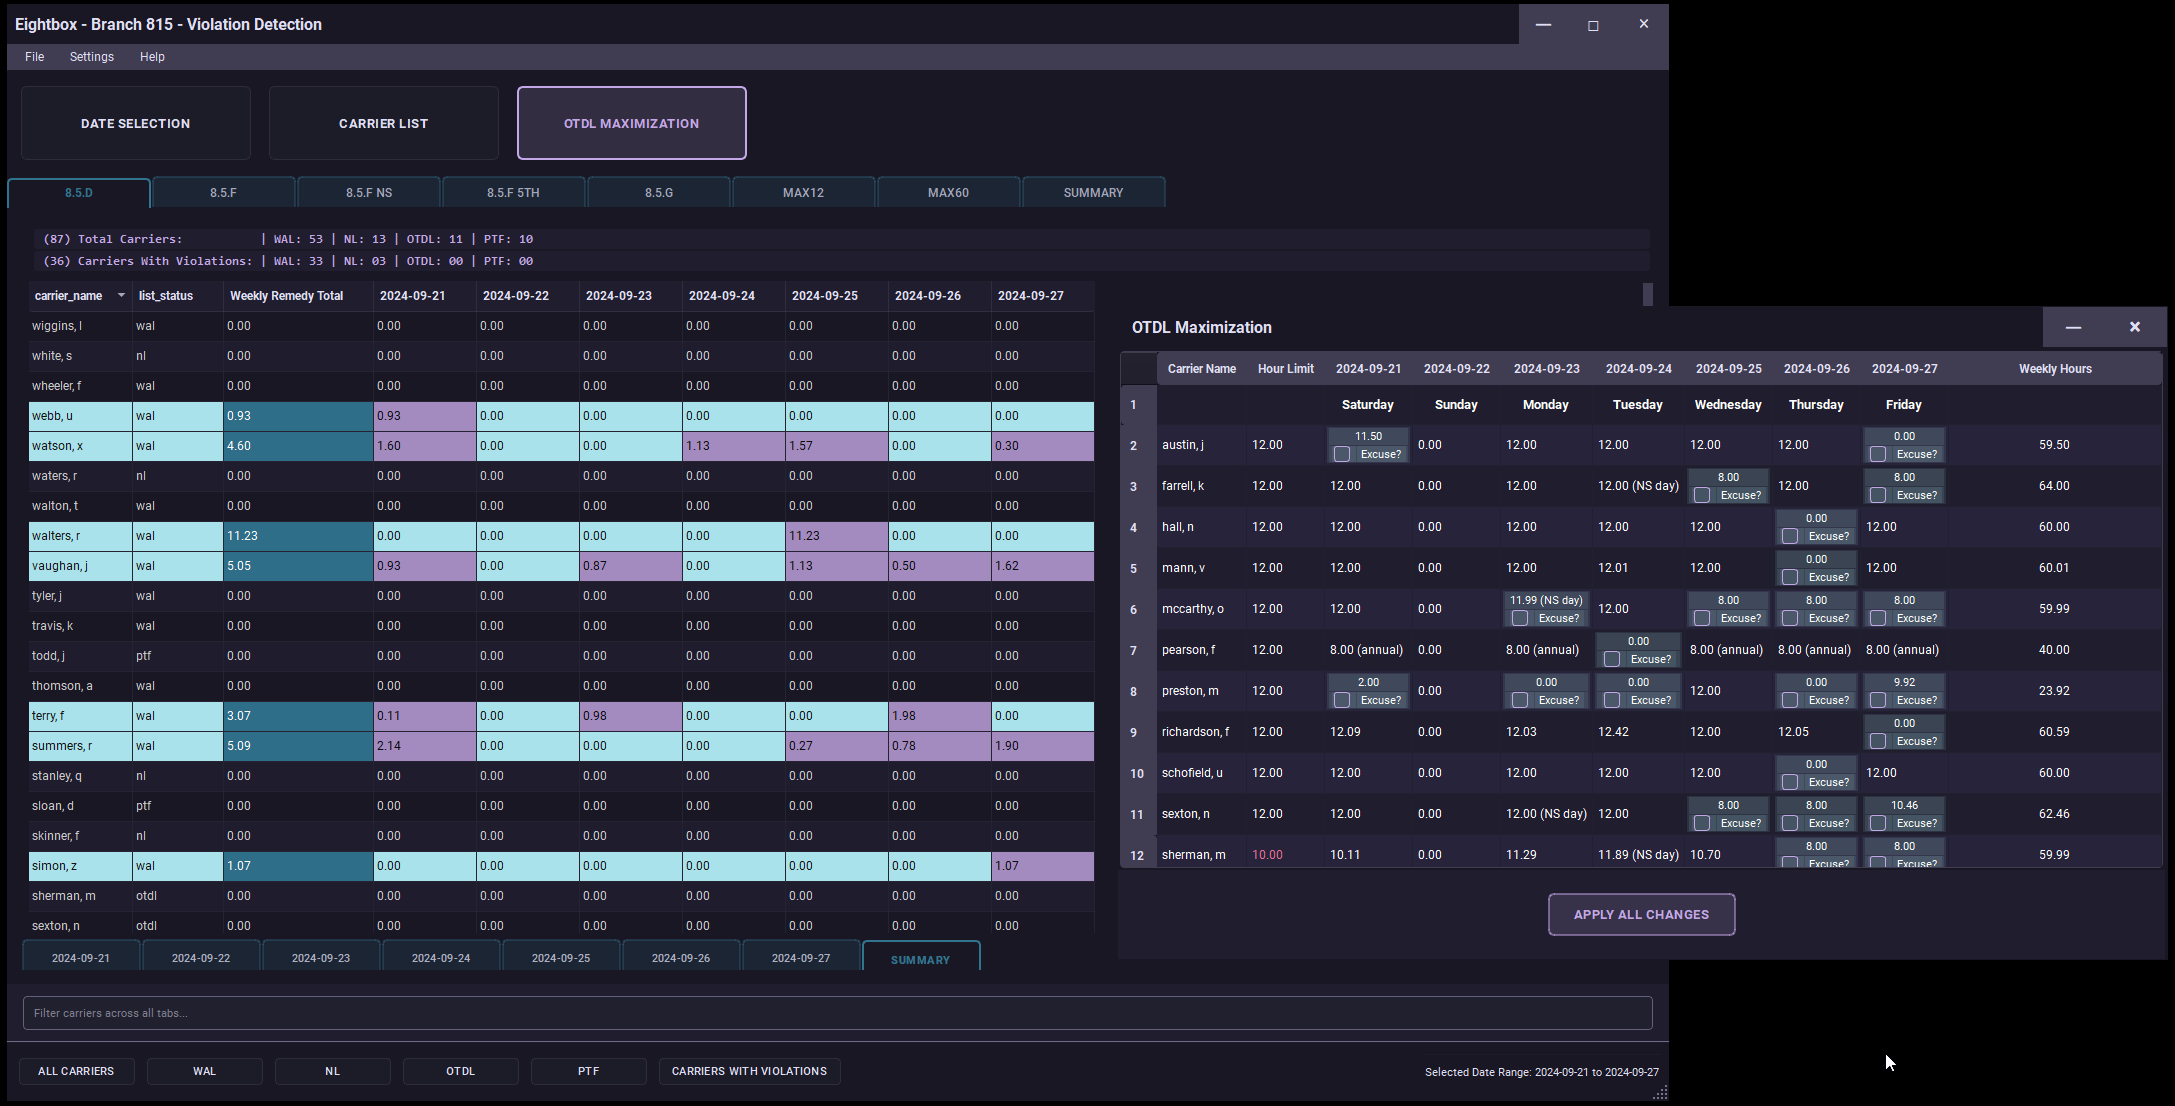 Eightbox - Branch 815 - Violation Detection
File Settings Help
DATE SELECTION CARRIER LIST OTDL MAXIMIZATION
8.5.D 8.5.F 8.5.F NS 8.5.F 5TH 8.5.G MAX12 MAX60 SUMMARY
(87) Total Carriers: | WAL: 53 | NL: 13 | OTDL: 11 | PTF: 10
(36) Carriers With Violations: | WAL: 33 | NL: 03 | OTDL: 00 | PTF: 00
carrier_name list_status Weekly Remedy Total 2024-09-21 2024-09-22 2024-09-23 2024-09-24 2024-09-25 2024-09-26 2024-09-27
wiggins, l wal 0.00 0.00 0.00 0.00 0.00 0.00 0.00 0.00
white, s nl 0.00 0.00 0.00 0.00 0.00 0.00 0.00 0.00
wheeler, f wal 0.00 0.00 0.00 0.00 0.00 0.00 0.00 0.00
webb, u wal 0.93 0.93 0.00 0.00 0.00 0.00 0.00 0.00
watson, x wal 4.60 1.60 0.00 0.00 1.13 1.57 0.00 0.30
waters, r nl 0.00 0.00 0.00 0.00 0.00 0.00 0.00 0.00
walton, t wal 0.00 0.00 0.00 0.00 0.00 0.00 0.00 0.00
walters, r wal 11.23 0.00 0.00 0.00 0.00 11.23 0.00 0.00
vaughan, j wal 5.05 0.93 0.00 0.87 0.00 1.13 0.50 1.62
tyler, j wal 0.00 0.00 0.00 0.00 0.00 0.00 0.00 0.00
travis, k wal 0.00 0.00 0.00 0.00 0.00 0.00 0.00 0.00
todd, j ptf 0.00 0.00 0.00 0.00 0.00 0.00 0.00 0.00
thomson, a wal 0.00 0.00 0.00 0.00 0.00 0.00 0.00 0.00
terry, f wal 3.07 0.11 0.00 0.98 0.00 0.00 1.98 0.00
summers, r wal 5.09 2.14 0.00 0.00 0.00 0.27 0.78 1.90
stanley, q nl 0.00 0.00 0.00 0.00 0.00 0.00 0.00 0.00
sloan, d ptf 0.00 0.00 0.00 0.00 0.00 0.00 0.00 0.00
skinner, f nl 0.00 0.00 0.00 0.00 0.00 0.00 0.00 0.00
simon, z wal 1.07 0.00 0.00 0.00 0.00 0.00 0.00 1.07
sherman, m otdl 0.00 0.00 0.00 0.00 0.00 0.00 0.00 0.00
sexton, n otdl 0.00 0.00 0.00 0.00 0.00 0.00 0.00 0.00
2024-09-21 2024-09-22 2024-09-23 2024-09-24 2024-09-25 2024-09-26 2024-09-27 SUMMARY
Filter carriers across all tabs...
ALL CARRIERS WAL NL OTDL PTF CARRIERS WITH VIOLATIONS
Selected Date Range: 2024-09-21 to 2024-09-27
OTDL Maximization
Carrier Name Hour Limit 2024-09-21 2024-09-22 2024-09-23 2024-09-24 2024-09-25 2024-09-26 2024-09-27 Weekly Hours
1 Saturday Sunday Monday Tuesday Wednesday Thursday Friday
2 austin, j 12.00 11.50 Excuse? 0.00 12.00 12.00 12.00 12.00 0.00 Excuse? 59.50
3 farrell, k 12.00 12.00 0.00 12.00 12.00 (NS day) 8.00 Excuse? 12.00 8.00 Excuse? 64.00
4 hall, n 12.00 12.00 0.00 12.00 12.00 12.00 0.00 Excuse? 12.00 60.00
5 mann, v 12.00 12.00 0.00 12.00 12.01 12.00 0.00 Excuse? 12.00 60.01
6 mccarthy, o 12.00 12.00 0.00 11.99 (NS day) Excuse? 12.00 8.00 Excuse? 8.00 Excuse? 8.00 Excuse? 59.99
7 pearson, f 12.00 8.00 (annual) 0.00 8.00 (annual) 0.00 Excuse? 8.00 (annual) 8.00 (annual) 8.00 (annual) 40.00
8 preston, m 12.00 2.00 Excuse? 0.00 0.00 Excuse? 0.00 Excuse? 12.00 0.00 Excuse? 9.92 Excuse? 23.92
9 richardson, f 12.00 12.09 0.00 12.03 12.42 12.00 12.05 0.00 Excuse? 60.59
10 schofield, u 12.00 12.00 0.00 12.00 12.00 12.00 0.00 Excuse? 12.00 60.00
11 sexton, n 12.00 12.00 0.00 12.00 (NS day) 12.00 8.00 Excuse? 8.00 Excuse? 10.46 Excuse? 62.46
12 sherman, m 10.00 10.11 0.00 11.29 11.89 (NS day) 10.70 8.00 Excuse? 8.00 Excuse? 59.99
APPLY ALL CHANGES